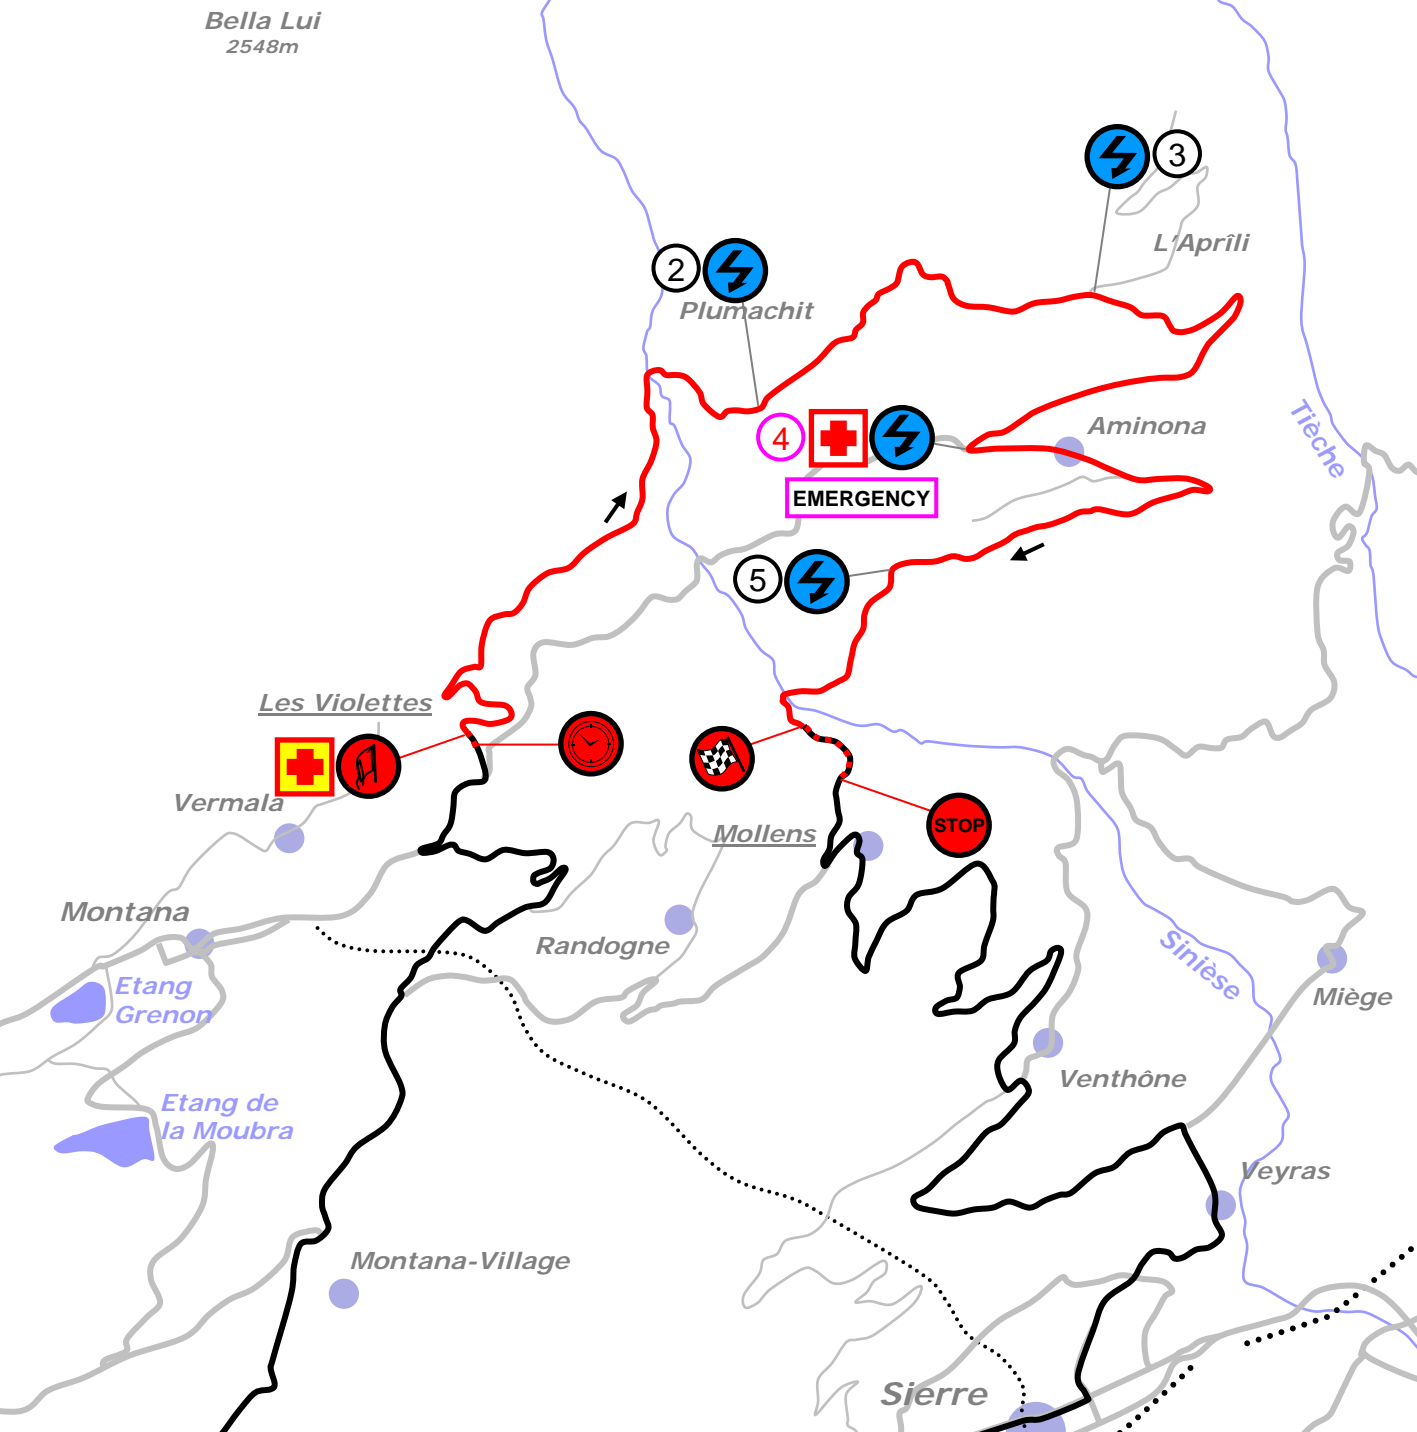 Bella Lui
2548m
3
L'Aprîli
2
Plumachit
4
Aminona
Tièche
EMERGENCY
5
Les Violettes
Vermala
Mollens
STOP
Montana
Randogne
Etang
Grenon
Sinièse
Miège
Venthône
Etang de
la Moubra
Veyras
Montana-Village
Sierre